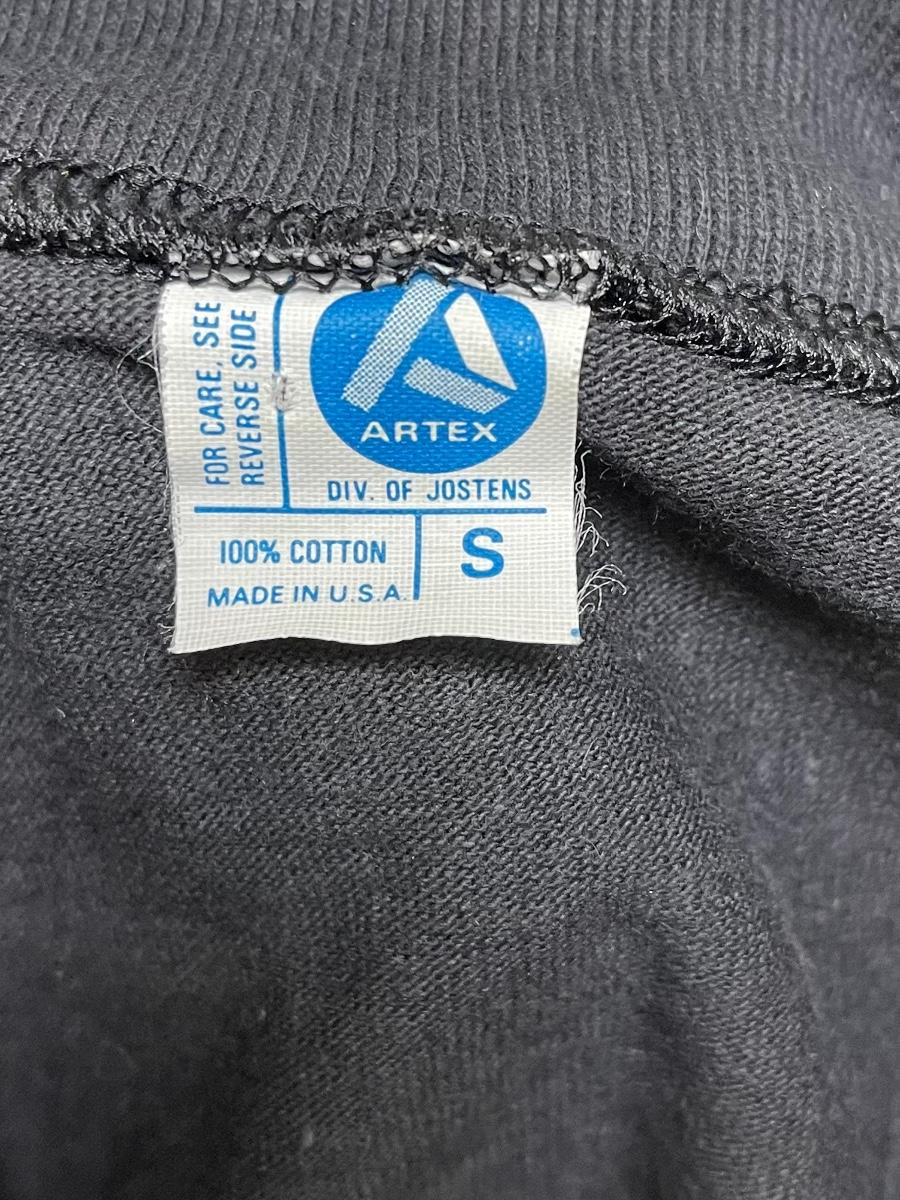 FOR CARE, SEE
REVERSE SIDE
ARTEX
DIV. OF JOSTENS
100% COTTON
S
MADE IN U.S.A.